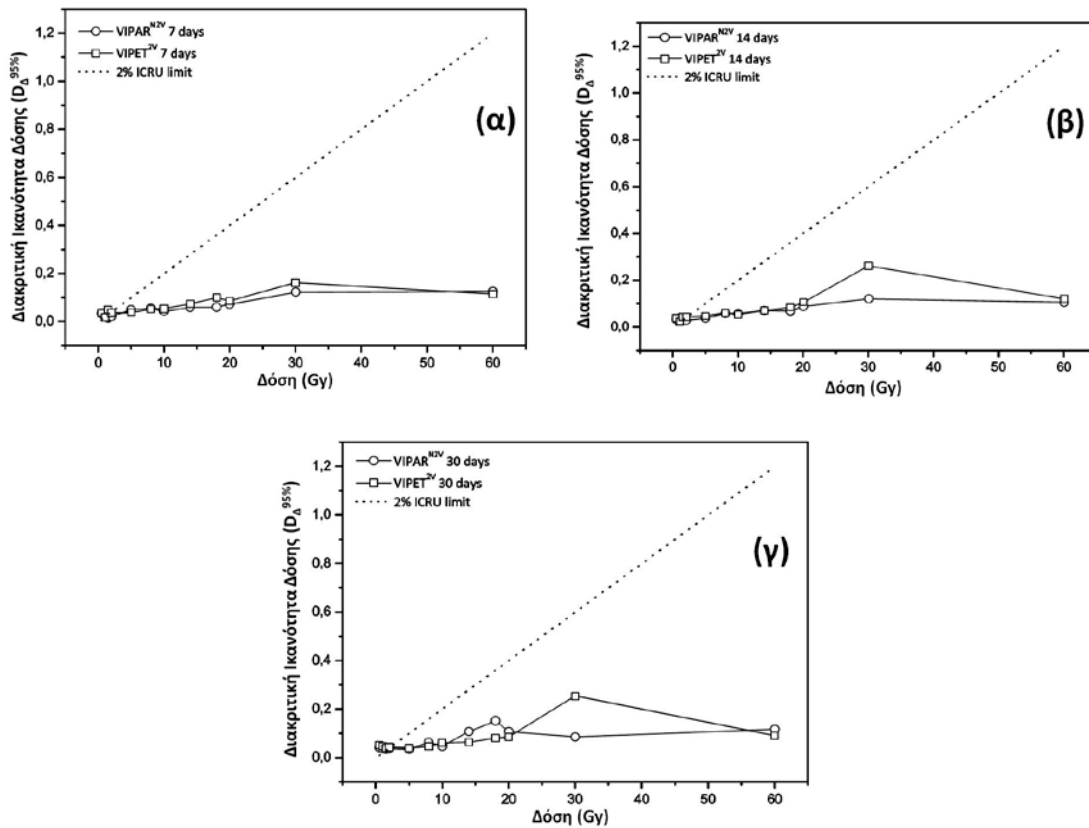 1,2
1,0
0,8
0,6
0,4
0,2
0,0
Διακριτική Ικανότητα Δόσης (D_Δ^95%)
VIPAR^N2V 7 days
VIPET^2V 7 days
2% ICRU limit
(α)
0 10 20 30 40 50 60
Δόση (Gy)
1,2
1,0
0,8
0,6
0,4
0,2
0,0
Διακριτική Ικανότητα Δόσης (D_Δ^95%)
VIPAR^N2V 14 days
VIPET^2V 14 days
2% ICRU limit
(β)
0 10 20 30 40 50 60
Δόση (Gy)
1,2
1,0
0,8
0,6
0,4
0,2
0,0
Διακριτική Ικανότητα Δόσης (D_Δ^95%)
VIPAR^N2V 30 days
VIPET^2V 30 days
2% ICRU limit
(γ)
0 10 20 30 40 50 60
Δόση (Gy)